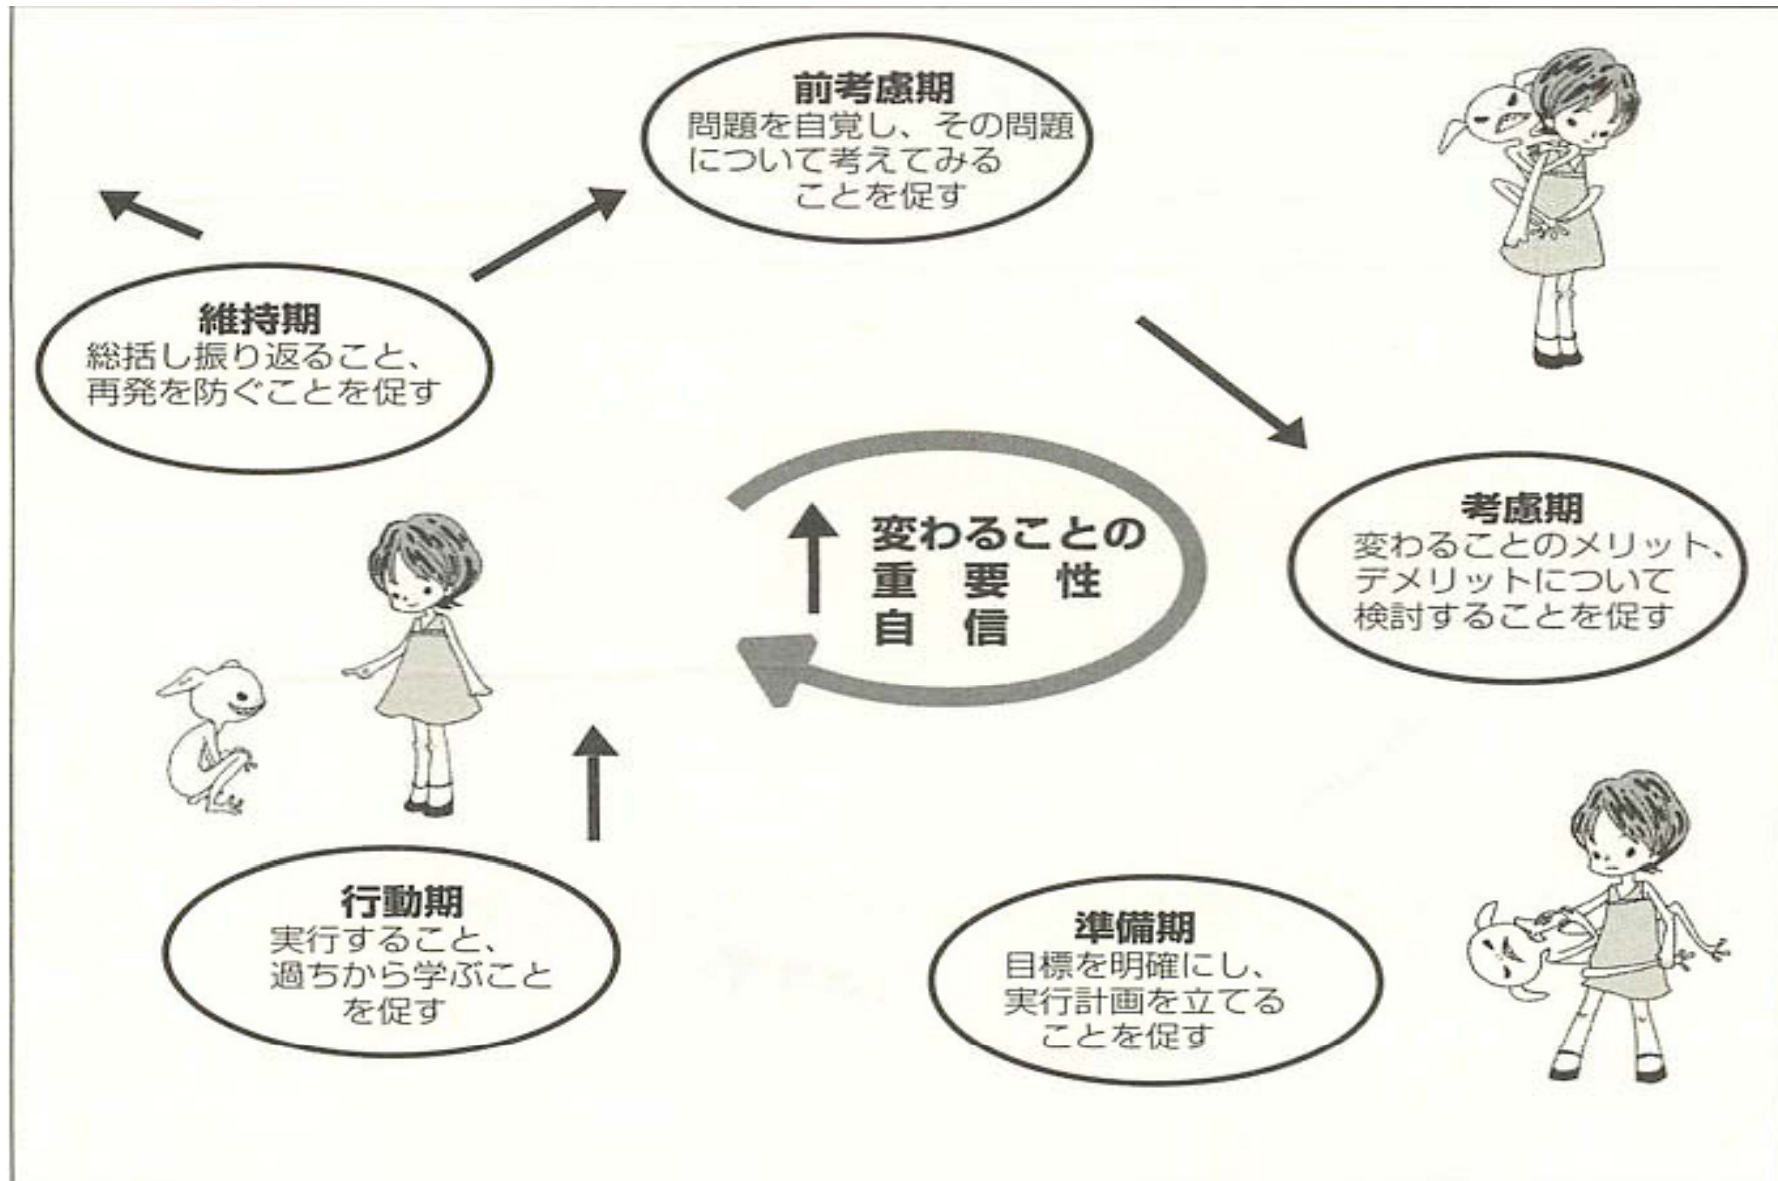 前考慮期
問題を自覚し、その問題
について考えてみる
ことを促す
維持期
総括し振り返ること、
再発を防ぐことを促す
変わることの
重要性
自信
考慮期
変わることのメリット、
デメリットについて
検討することを促す
行動期
実行すること、
過ちから学ぶこと
を促す
準備期
目標を明確にし、
実行計画を立てる
ことを促す